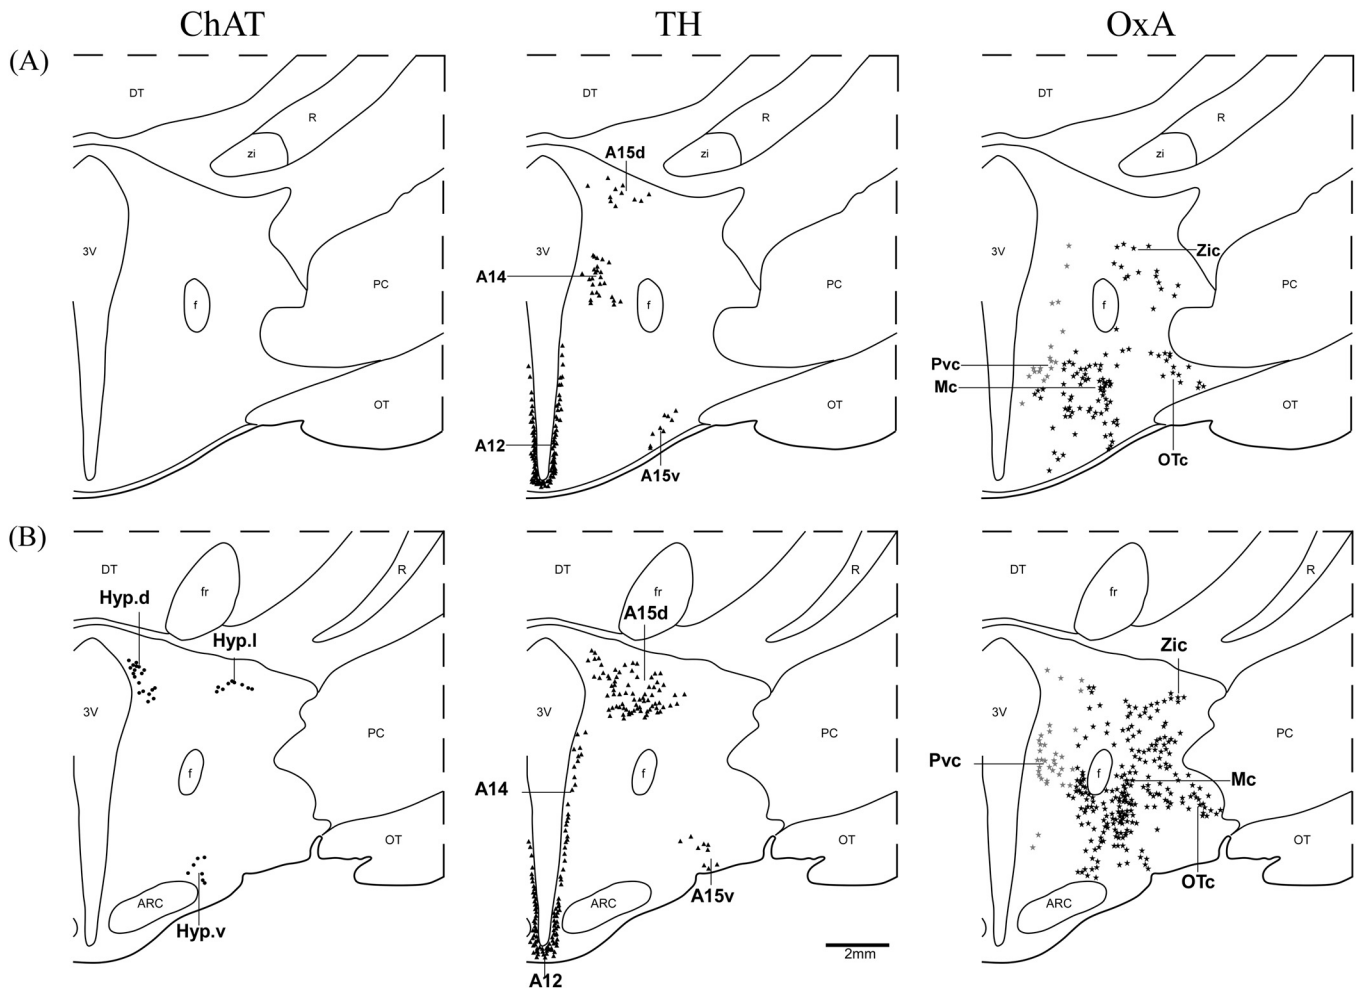 ChAT TH OxA
(A)
DT R zi 3V f PC OT
DT R zi A15d 3V A14 f PC A12 A15v OT
DT R zi 3V Zic f PC Pvc Mc OTc OT
(B)
DT fr R Hyp.d Hyp.l 3V f PC OT ARC Hyp.v
DT fr R A15d 3V A14 f PC OT ARC A15v A12
2mm
DT fr R Zic 3V Pvc f Mc PC OT OTc ARC